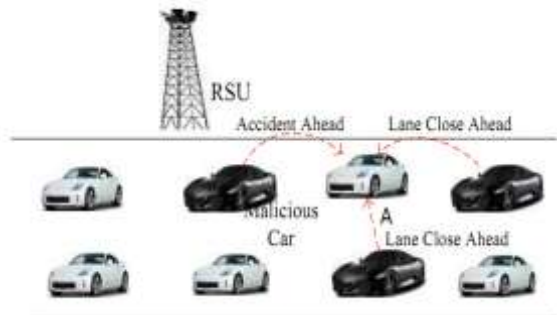 RSU
Accident Ahead
Lane Close Ahead
Malicious
Car
A
Lane Close Ahead